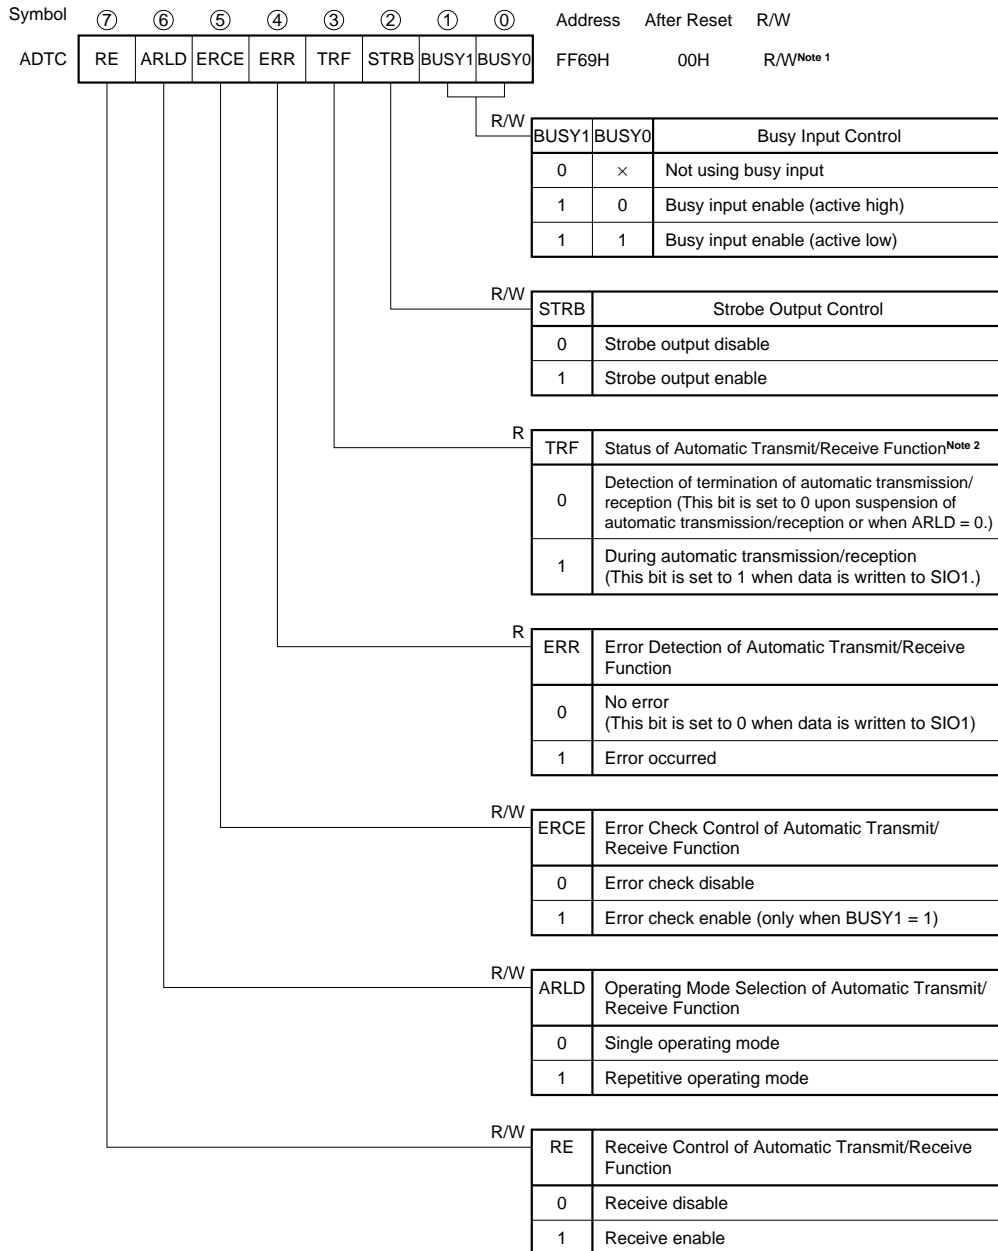 Symbol ⑦ ⑥ ⑤ ④ ③ ② ① ⓪ Address After Reset R/W
ADTC RE ARLD ERCE ERR TRF STRB BUSY1 BUSY0 FF69H 00H R/W Note 1
R/W
BUSY1 BUSY0 Busy Input Control
0 × Not using busy input
1 0 Busy input enable (active high)
1 1 Busy input enable (active low)
R/W
STRB Strobe Output Control
0 Strobe output disable
1 Strobe output enable
R
TRF Status of Automatic Transmit/Receive Function Note 2
0 Detection of termination of automatic transmission/
reception (This bit is set to 0 upon suspension of
automatic transmission/reception or when ARLD = 0.)
1 During automatic transmission/reception
(This bit is set to 1 when data is written to SIO1.)
R
ERR Error Detection of Automatic Transmit/Receive
Function
0 No error
(This bit is set to 0 when data is written to SIO1)
1 Error occurred
R/W
ERCE Error Check Control of Automatic Transmit/
Receive Function
0 Error check disable
1 Error check enable (only when BUSY1 = 1)
R/W
ARLD Operating Mode Selection of Automatic Transmit/
Receive Function
0 Single operating mode
1 Repetitive operating mode
R/W
RE Receive Control of Automatic Transmit/Receive
Function
0 Receive disable
1 Receive enable